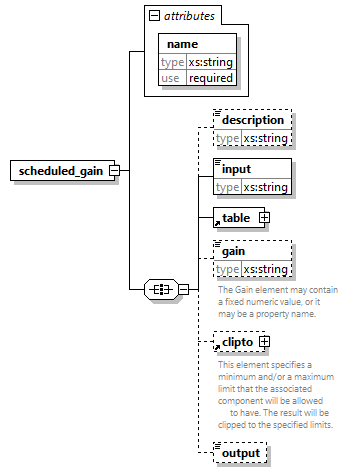 attributes
name
type xs:string
use required
scheduled_gain
description
type xs:string
input
type xs:string
table
gain
type xs:string
The Gain element may contain
a fixed numeric value, or it
may be a property name.
clipto
This element specifies a
minimum and/or a maximum
limit that the associated
component will be allowed
to have. The result will be
clipped to the specified limits.
output